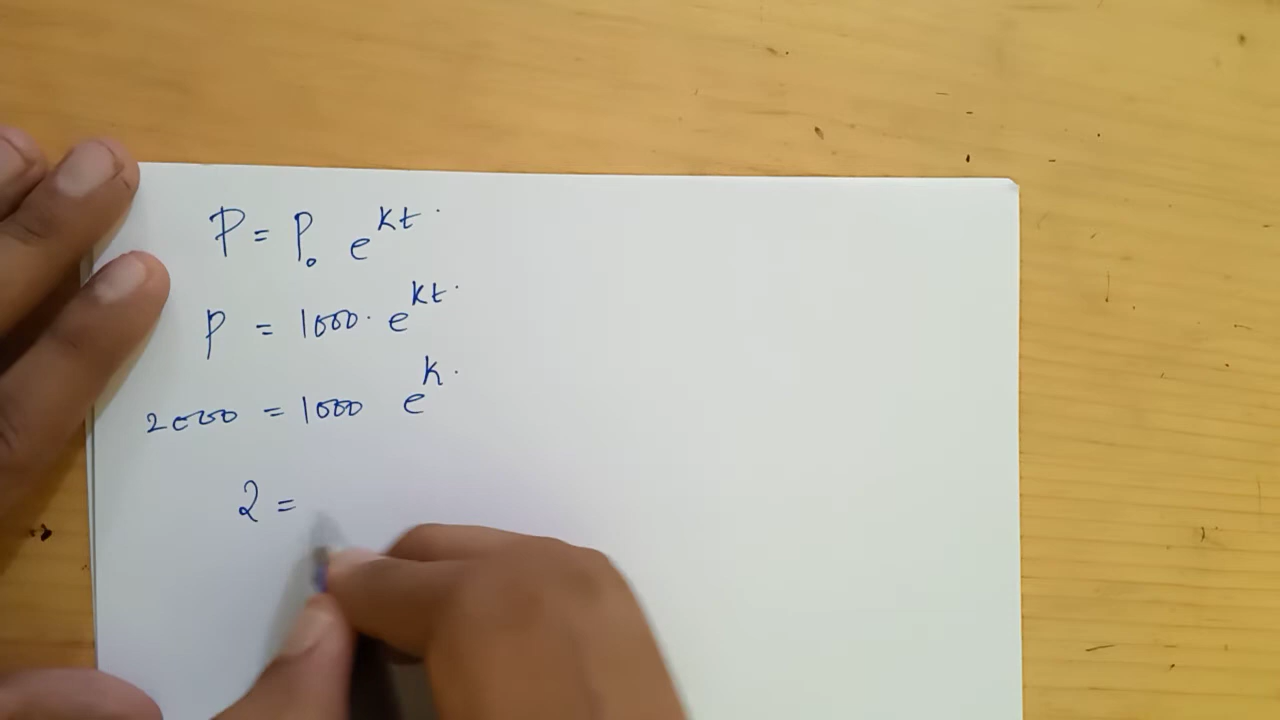 P = P₀ e^kt.
P = 1000. e^kt.
2000 = 1000 e^k.
2 =